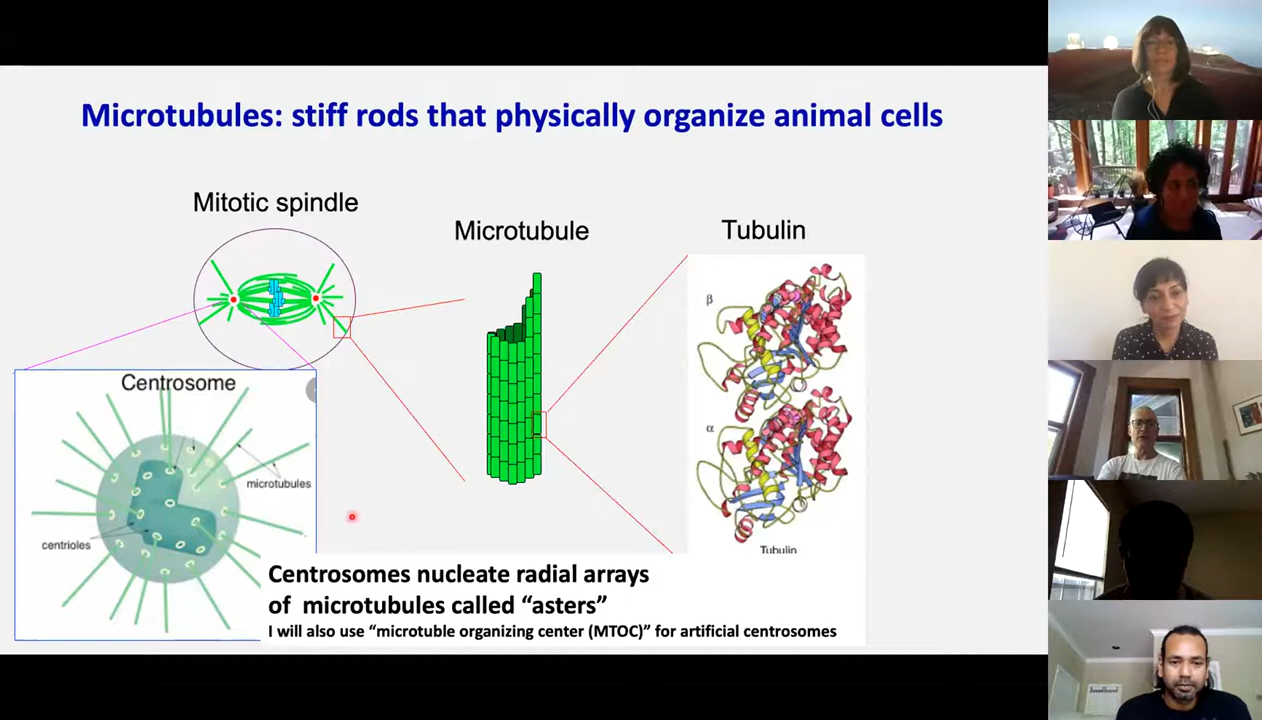 Microtubules: stiff rods that physically organize animal cells
Mitotic spindle
Microtubule
Tubulin
β
α
Tubulin
Centrosome
microtubules
centrioles
Centrosomes nucleate radial arrays
of microtubules called “asters”
I will also use “microtuble organizing center (MTOC)” for artificial centrosomes